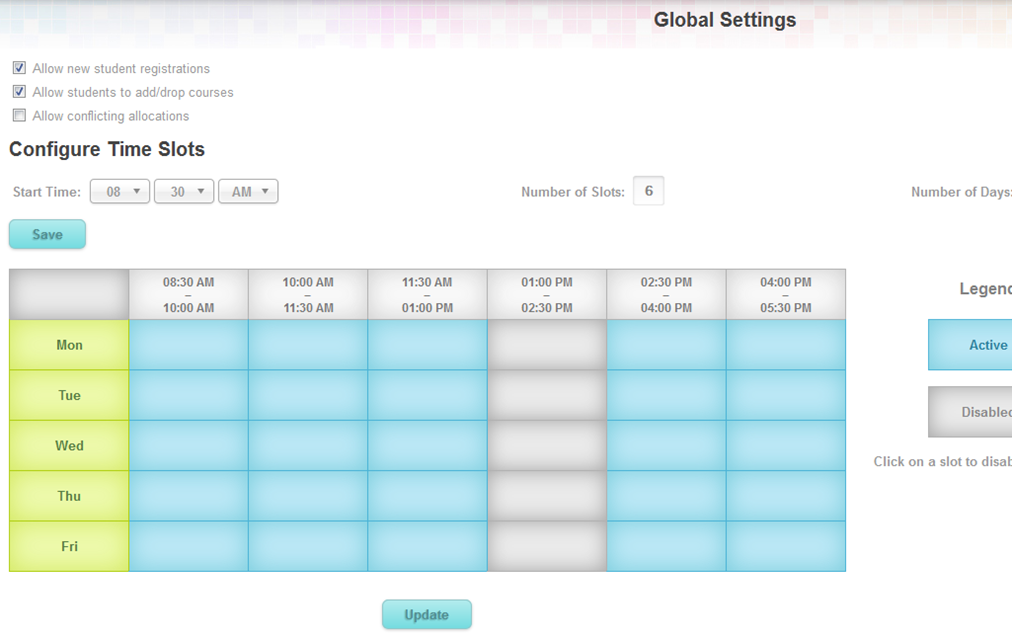 Global Settings
Allow new student registrations
Allow students to add/drop courses
Allow conflicting allocations
Configure Time Slots
Start Time: 08 30 AM Number of Slots: 6 Number of Days:
Save
08:30 AM – 10:00 AM
10:00 AM – 11:30 AM
11:30 AM – 01:00 PM
01:00 PM – 02:30 PM
02:30 PM – 04:00 PM
04:00 PM – 05:30 PM
Legend
Mon
Active
Tue
Disabled
Wed
Click on a slot to disab
Thu
Fri
Update